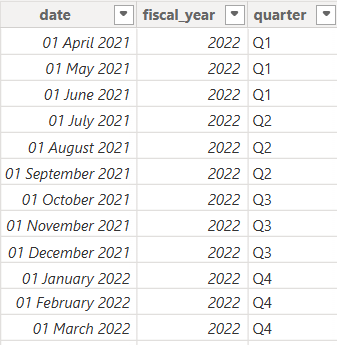 date fiscal_year quarter
01 April 2021 2022 Q1
01 May 2021 2022 Q1
01 June 2021 2022 Q1
01 July 2021 2022 Q2
01 August 2021 2022 Q2
01 September 2021 2022 Q2
01 October 2021 2022 Q3
01 November 2021 2022 Q3
01 December 2021 2022 Q3
01 January 2022 2022 Q4
01 February 2022 2022 Q4
01 March 2022 2022 Q4